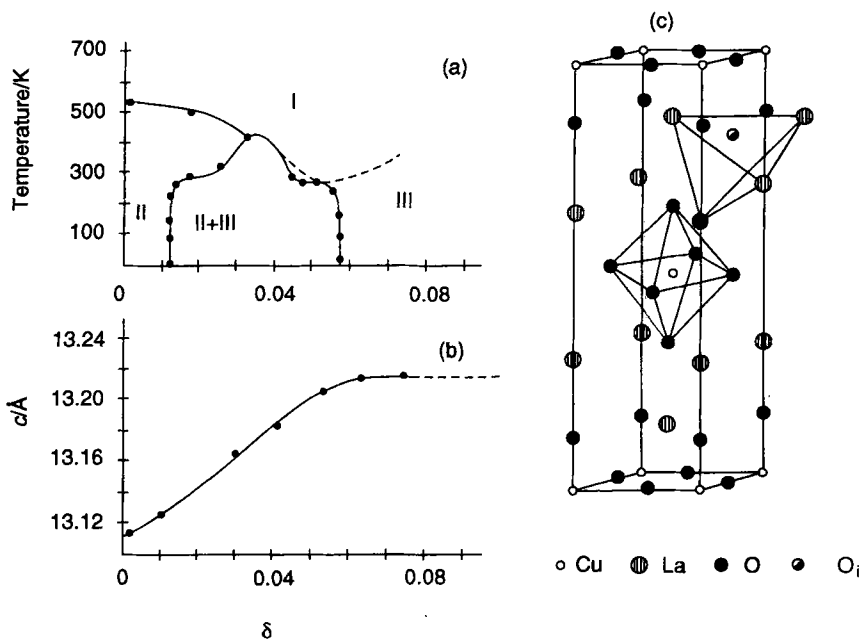 (a)
Temperature/K
700
500
300
100
I
II
II+III
III
0
0.04
0.08
(b)
c/Å
13.24
13.20
13.16
13.12
0
0.04
0.08
δ
(c)
Cu La O Oi